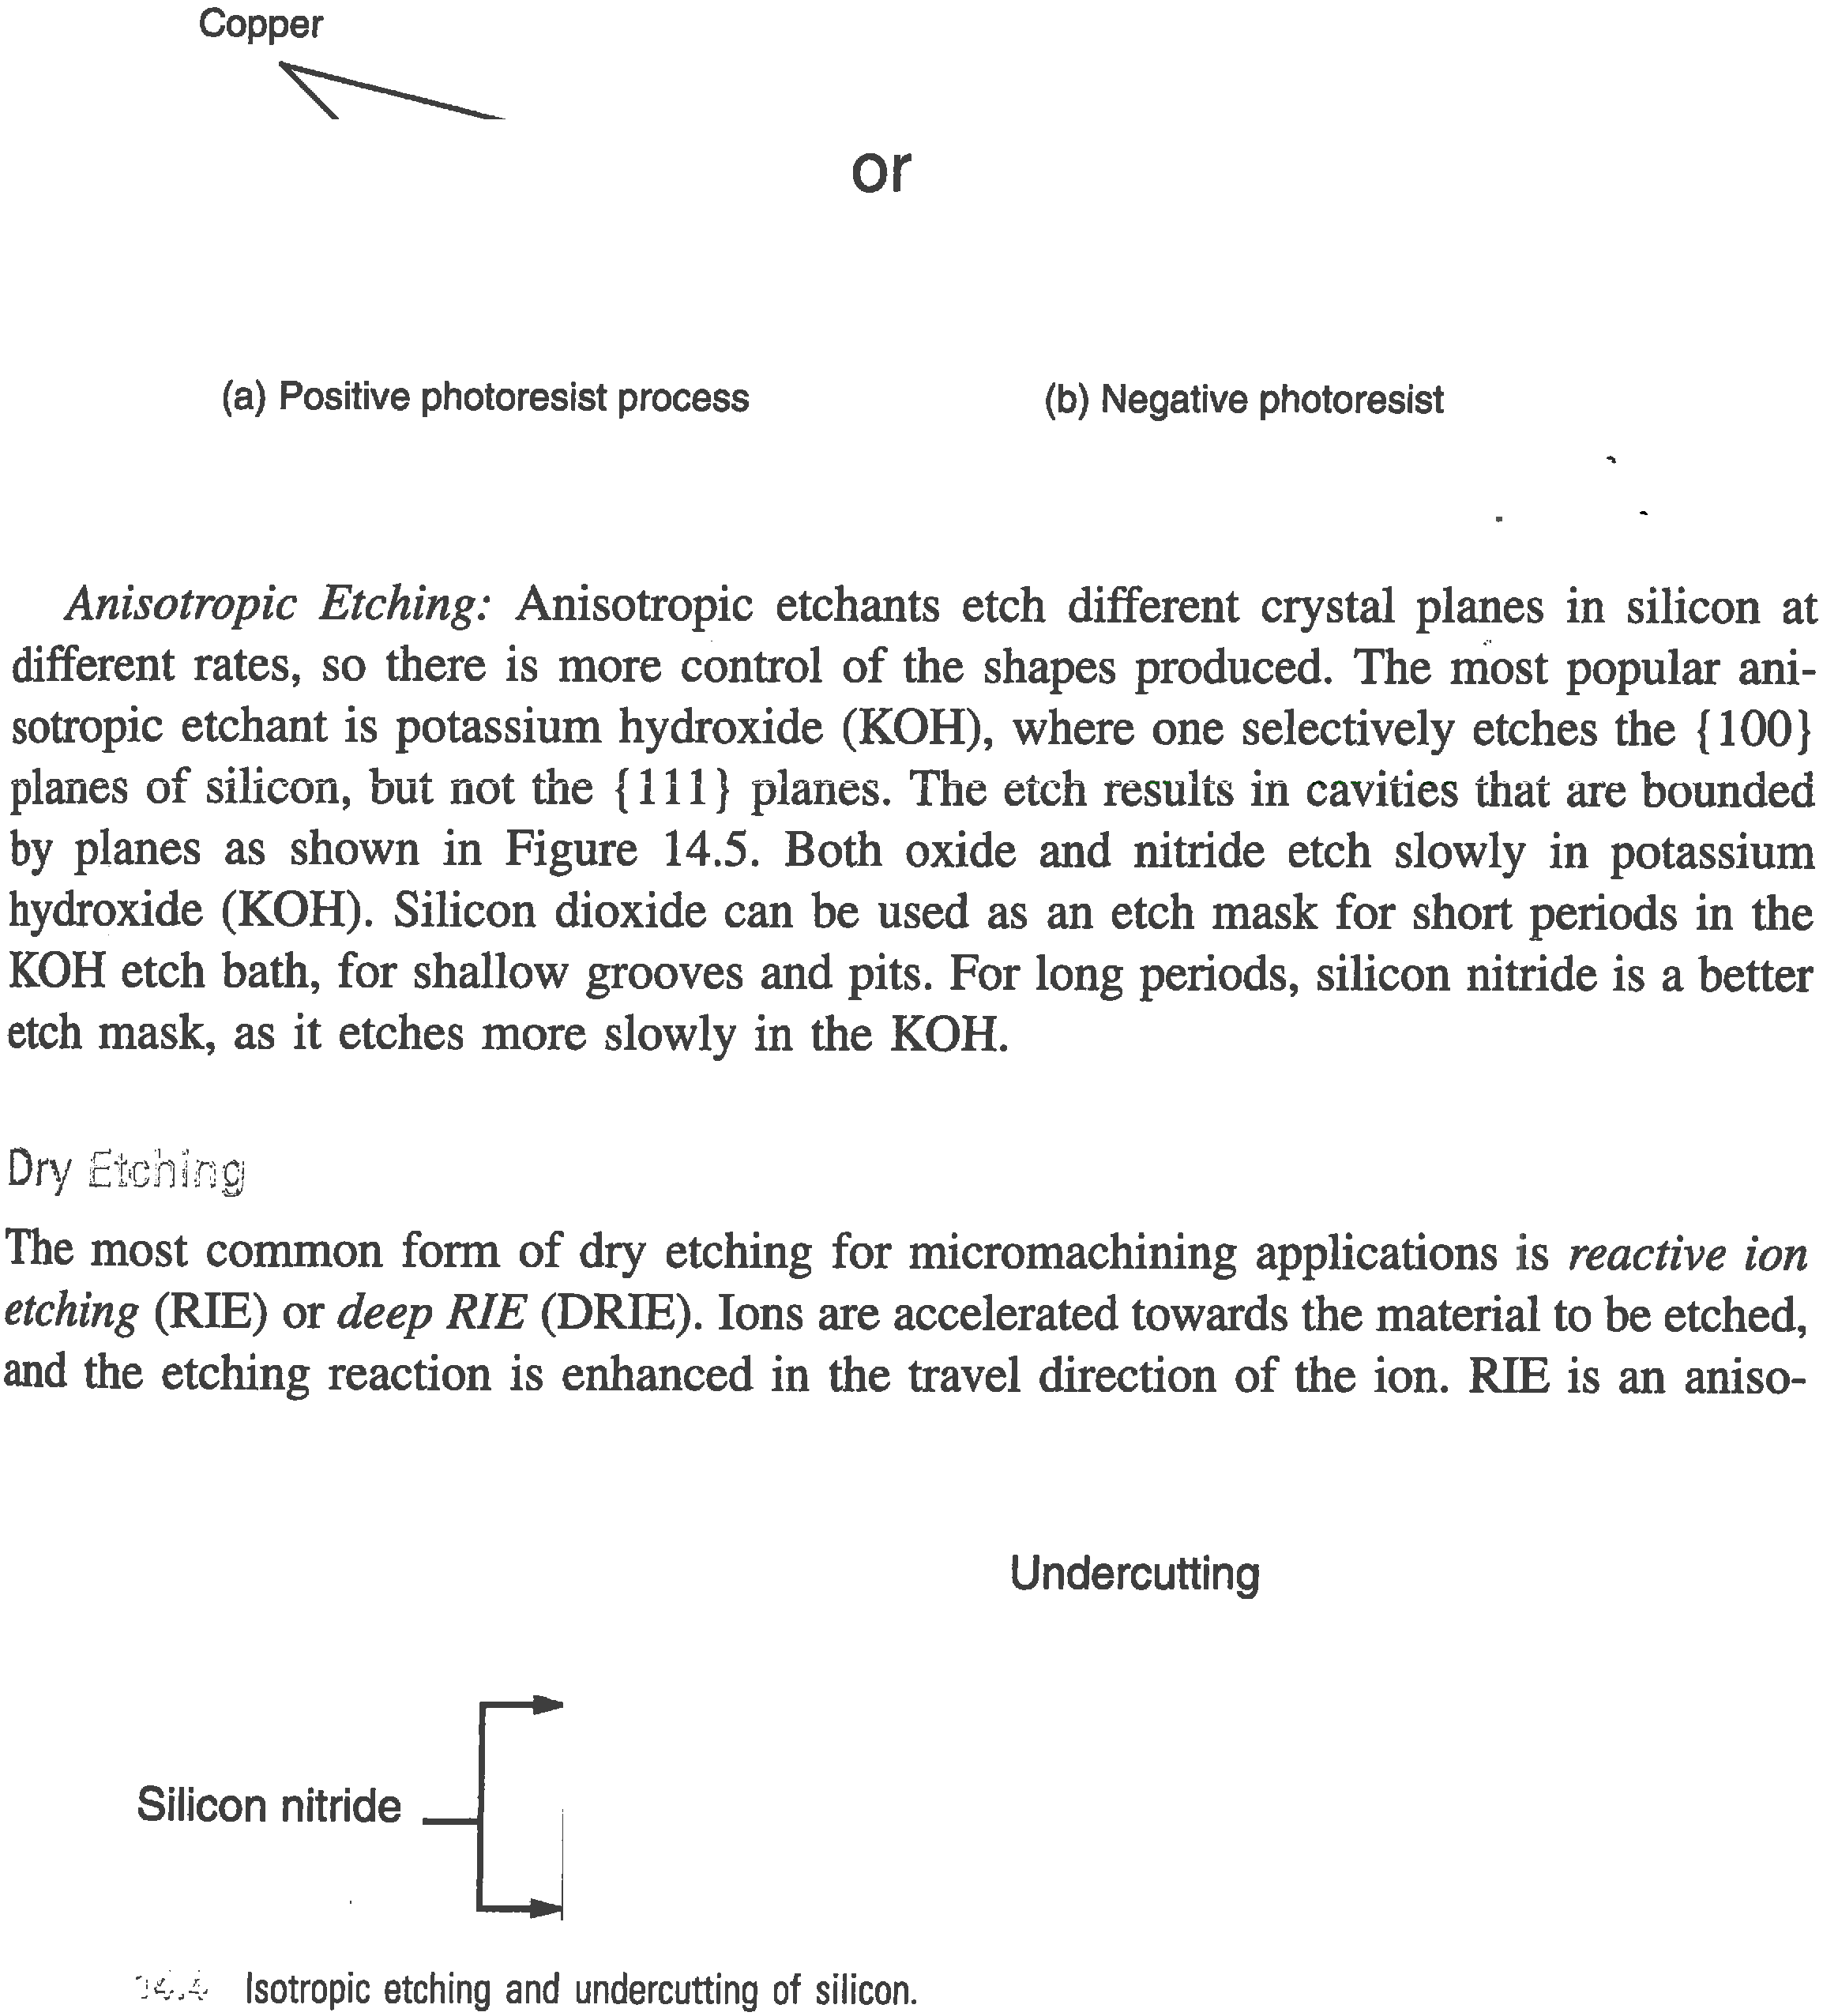 Copper
or
(a) Positive photoresist process
(b) Negative photoresist
Anisotropic Etching: Anisotropic etchants etch different crystal planes in silicon at
different rates, so there is more control of the shapes produced. The most popular ani-
sotropic etchant is potassium hydroxide (KOH), where one selectively etches the {100}
planes of silicon, but not the {111} planes. The etch results in cavities that are bounded
by planes as shown in Figure 14.5. Both oxide and nitride etch slowly in potassium
hydroxide (KOH). Silicon dioxide can be used as an etch mask for short periods in the
KOH etch bath, for shallow grooves and pits. For long periods, silicon nitride is a better
etch mask, as it etches more slowly in the KOH.
Dry Etching
The most common form of dry etching for micromachining applications is reactive ion
etching (RIE) or deep RIE (DRIE). Ions are accelerated towards the material to be etched,
and the etching reaction is enhanced in the travel direction of the ion. RIE is an aniso-
Undercutting
Silicon nitride
14.4 Isotropic etching and undercutting of silicon.